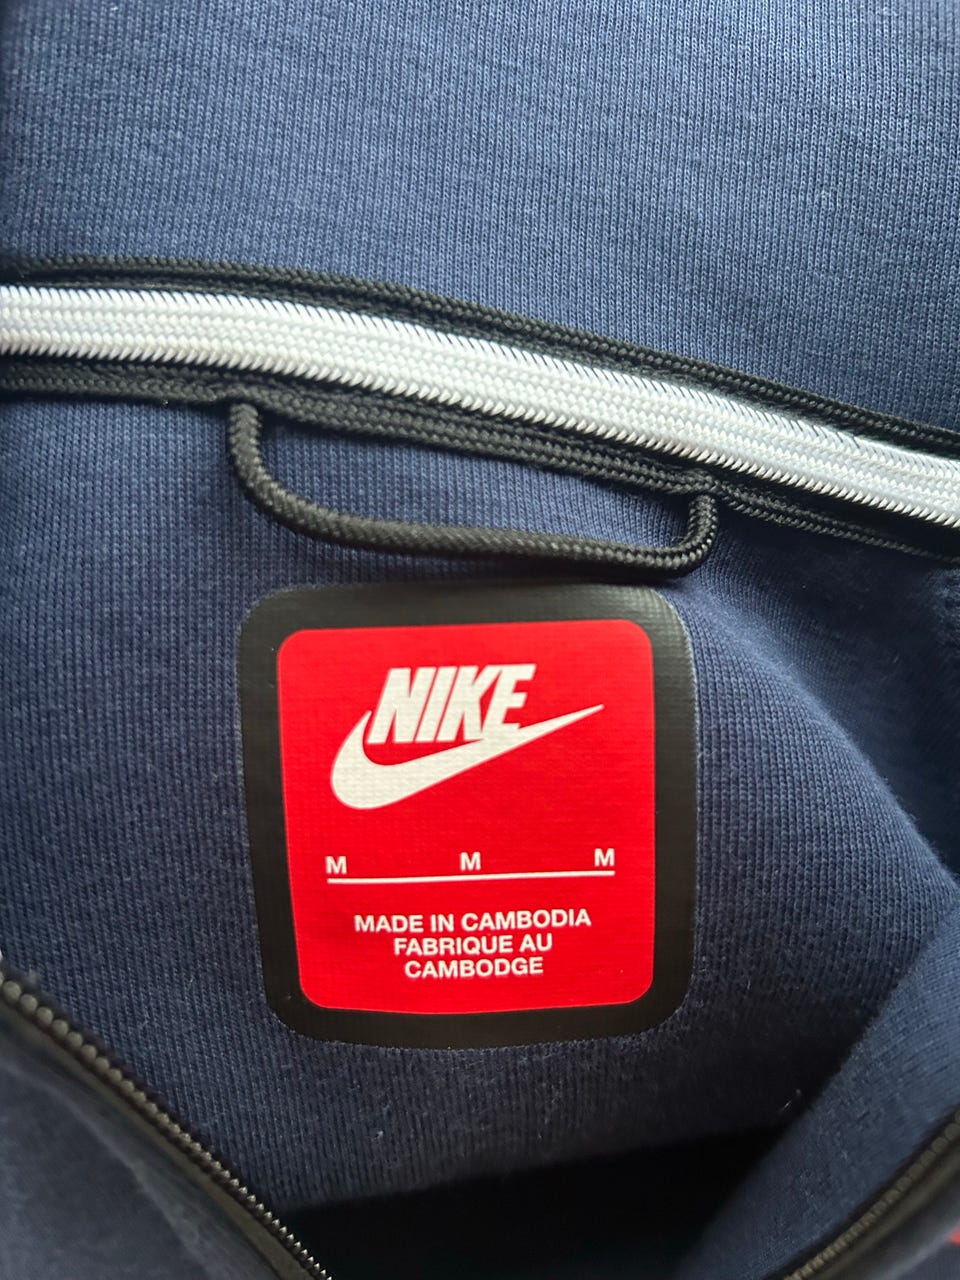 NIKE
M M M
MADE IN CAMBODIA
FABRIQUE AU
CAMBODGE